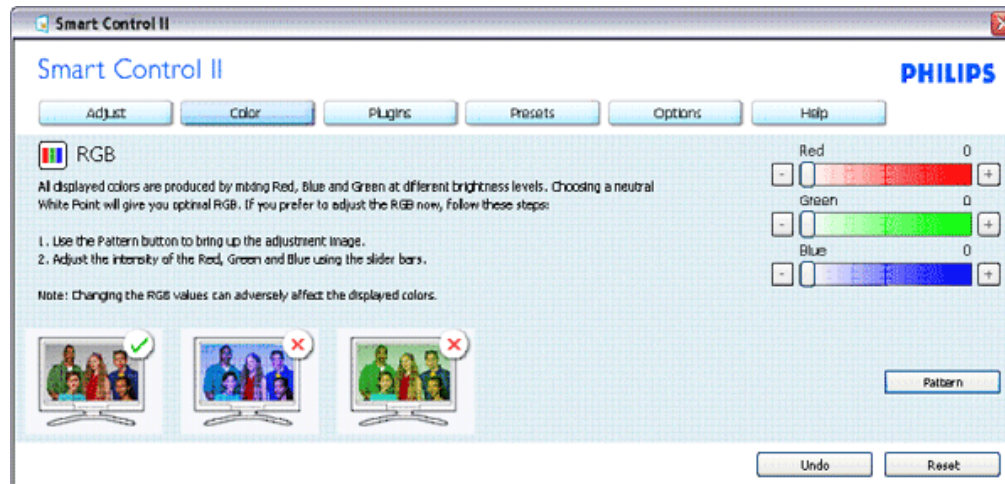 Smart Control II
Smart Control II
PHILIPS
Adjust Color Plugins Presets Options Help
RGB
All displayed colors are produced by mixing Red, Blue and Green at different brightness levels. Choosing a neutral
White Point will give you optimal RGB. If you prefer to adjust the RGB now, follow these steps:
1. Use the Pattern button to bring up the adjustment image.
2. Adjust the intensity of the Red, Green and Blue using the slider bars.
Note: Changing the RGB values can adversely affect the displayed colors.
Red 0
- +
Green 0
- +
Blue 0
- +
Pattern
Undo Reset